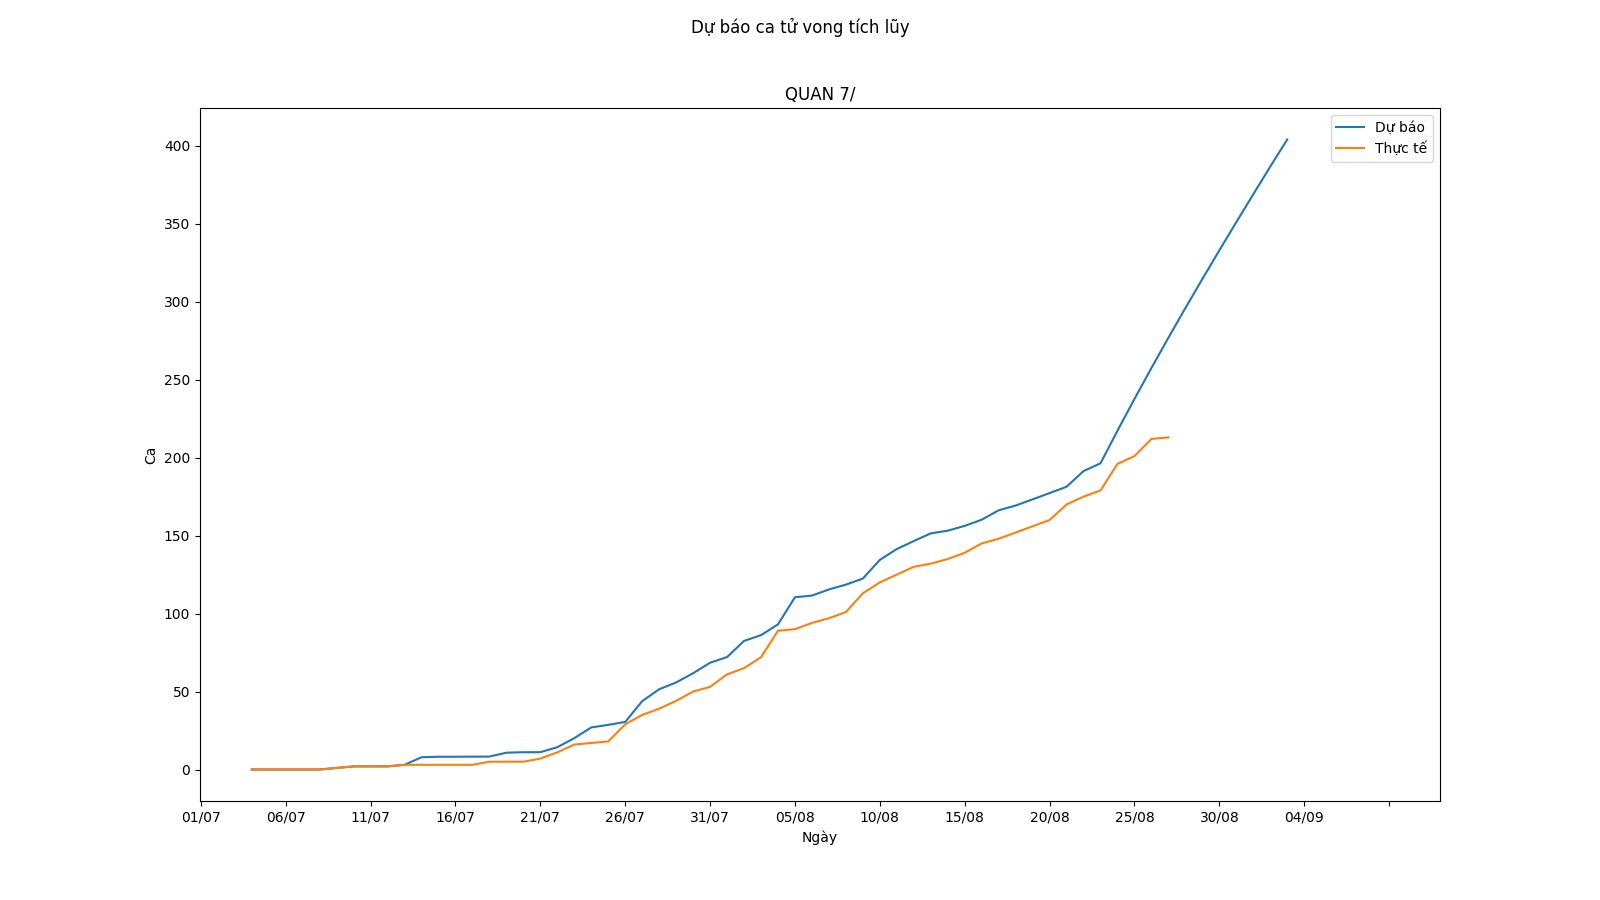 Dự báo ca tử vong tích lũy
QUAN 7/
Dự báo
Thực tế
400
350
300
250
200
150
100
50
0
Ca
01/07 06/07 11/07 16/07 21/07 26/07 31/07 05/08 10/08 15/08 20/08 25/08 30/08 04/09
Ngày